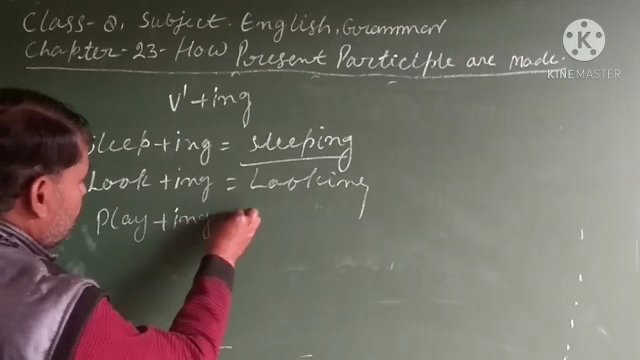 Class-8, Subject. English, Grammar
Chapter-23-How Present Participle are made.
V'+ing
Sleep+ing = sleeping
Look+ing = Looking
Play+ing
KINEMASTER